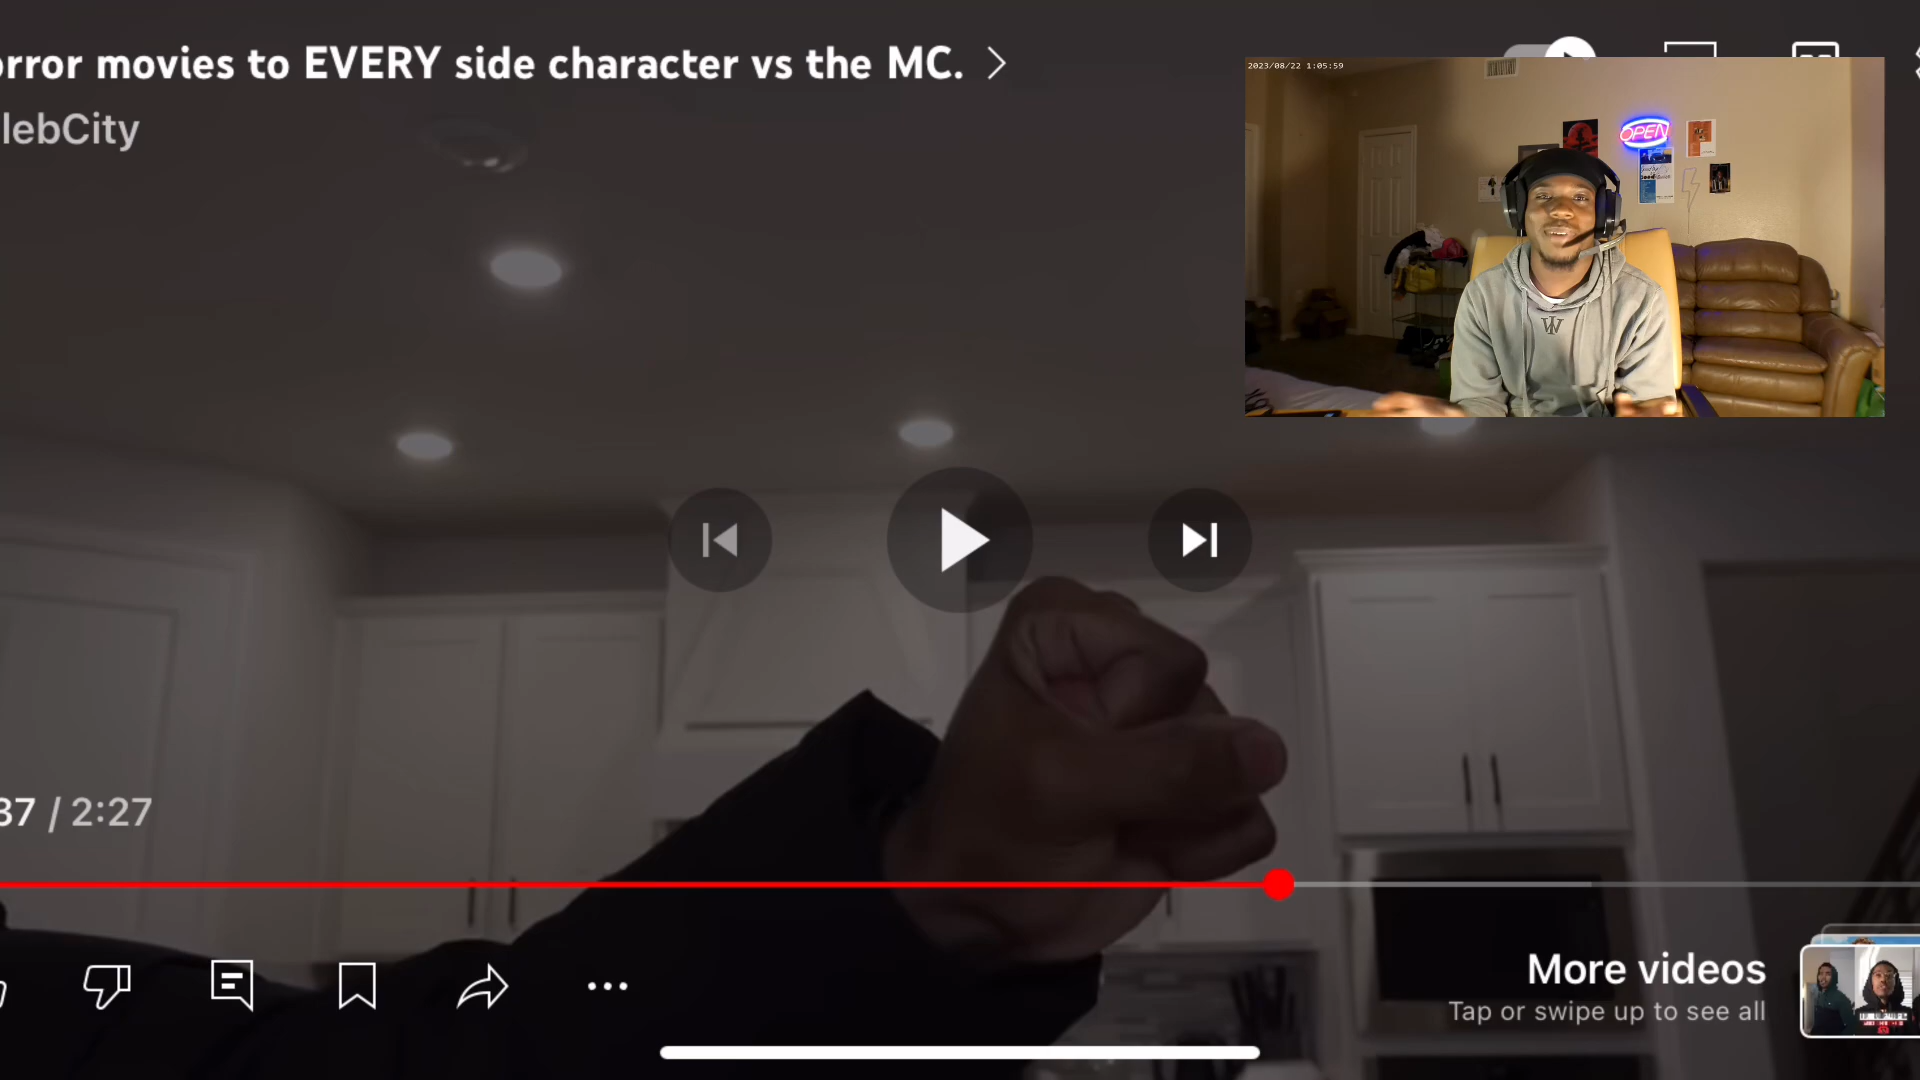 orror movies to EVERY side character vs the MC.
lebCity
2023/08/22 1:05:59
OPEN
37 / 2:27
More videos
Tap or swipe up to see all